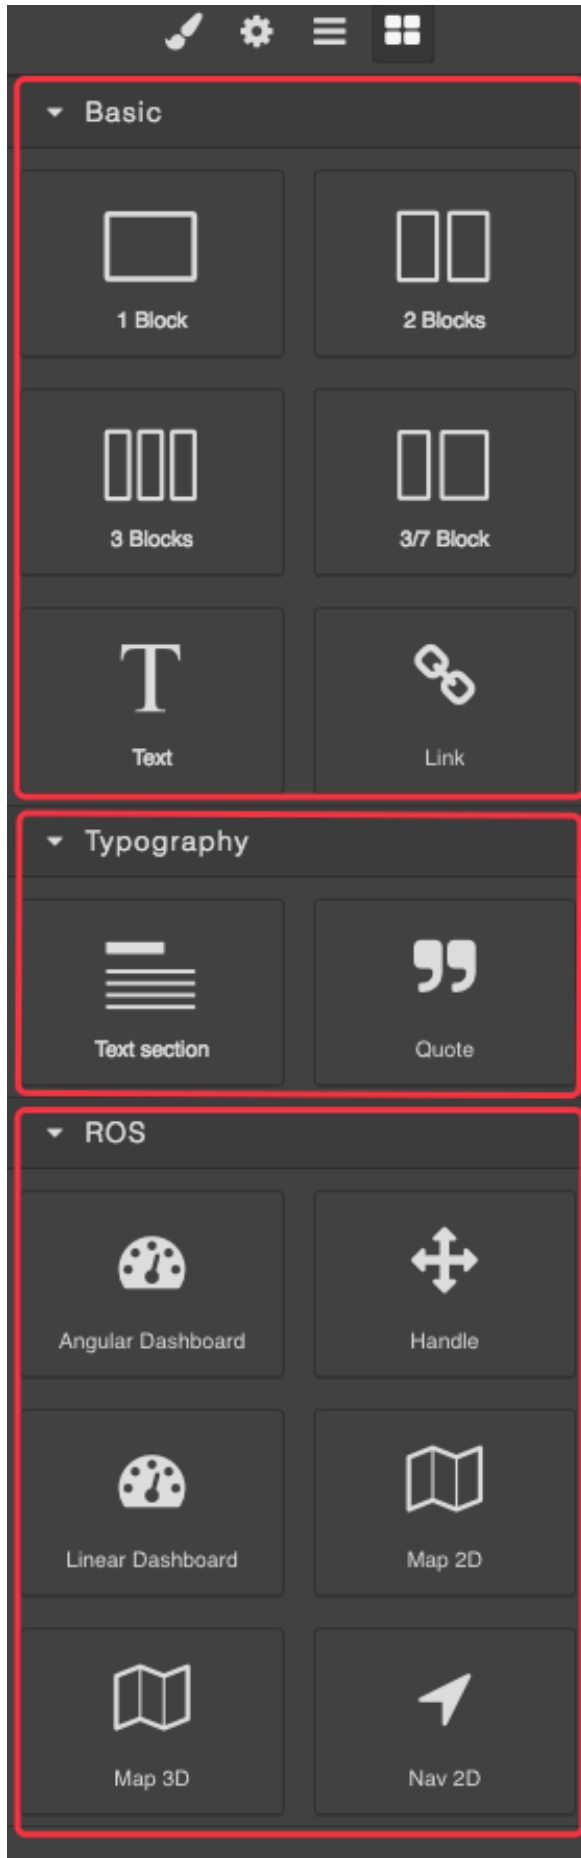 Basic
1 Block
2 Blocks
3 Blocks
3/7 Block
Text
Link
Typography
Text section
Quote
ROS
Angular Dashboard
Handle
Linear Dashboard
Map 2D
Map 3D
Nav 2D